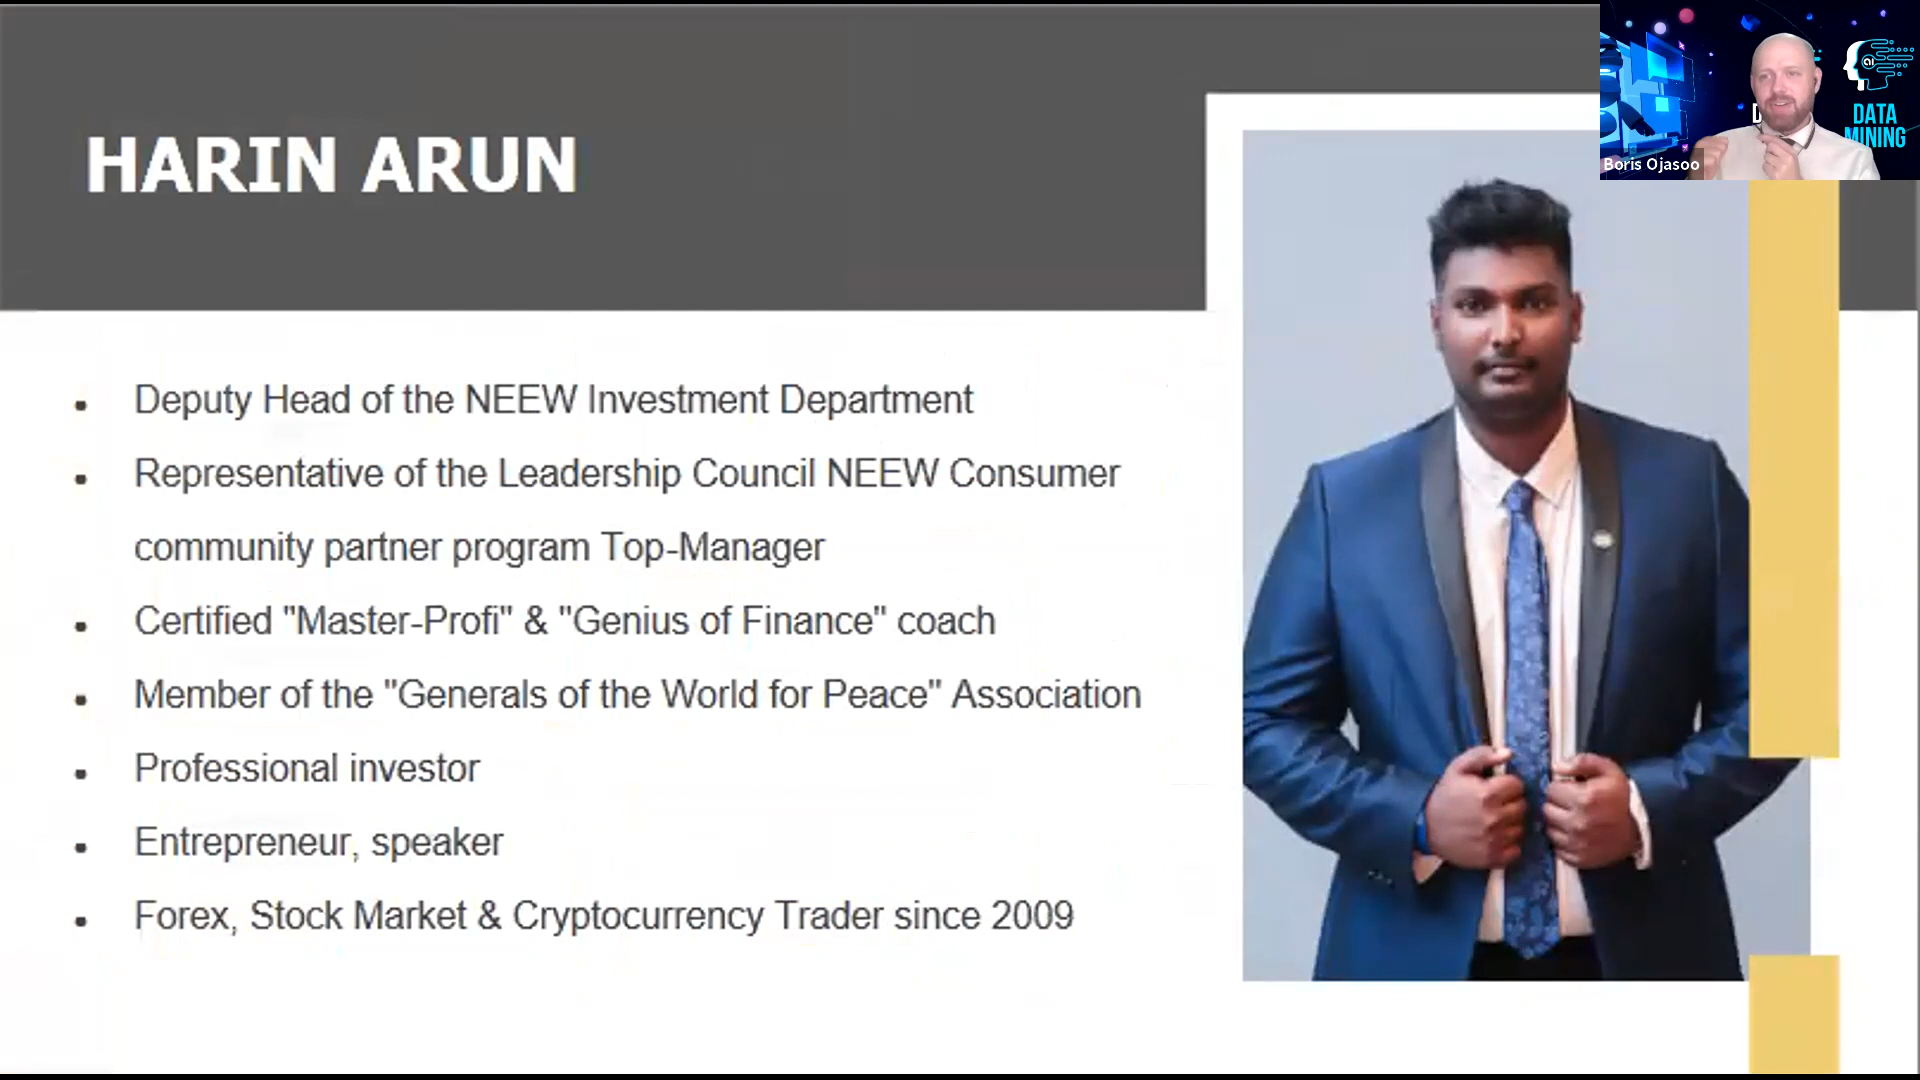 HARIN ARUN
Deputy Head of the NEEW Investment Department
Representative of the Leadership Council NEEW Consumer
community partner program Top-Manager
Certified "Master-Profi" & "Genius of Finance" coach
Member of the "Generals of the World for Peace" Association
Professional investor
Entrepreneur, speaker
Forex, Stock Market & Cryptocurrency Trader since 2009
ai
DATA
MINING
Boris Ojasoo